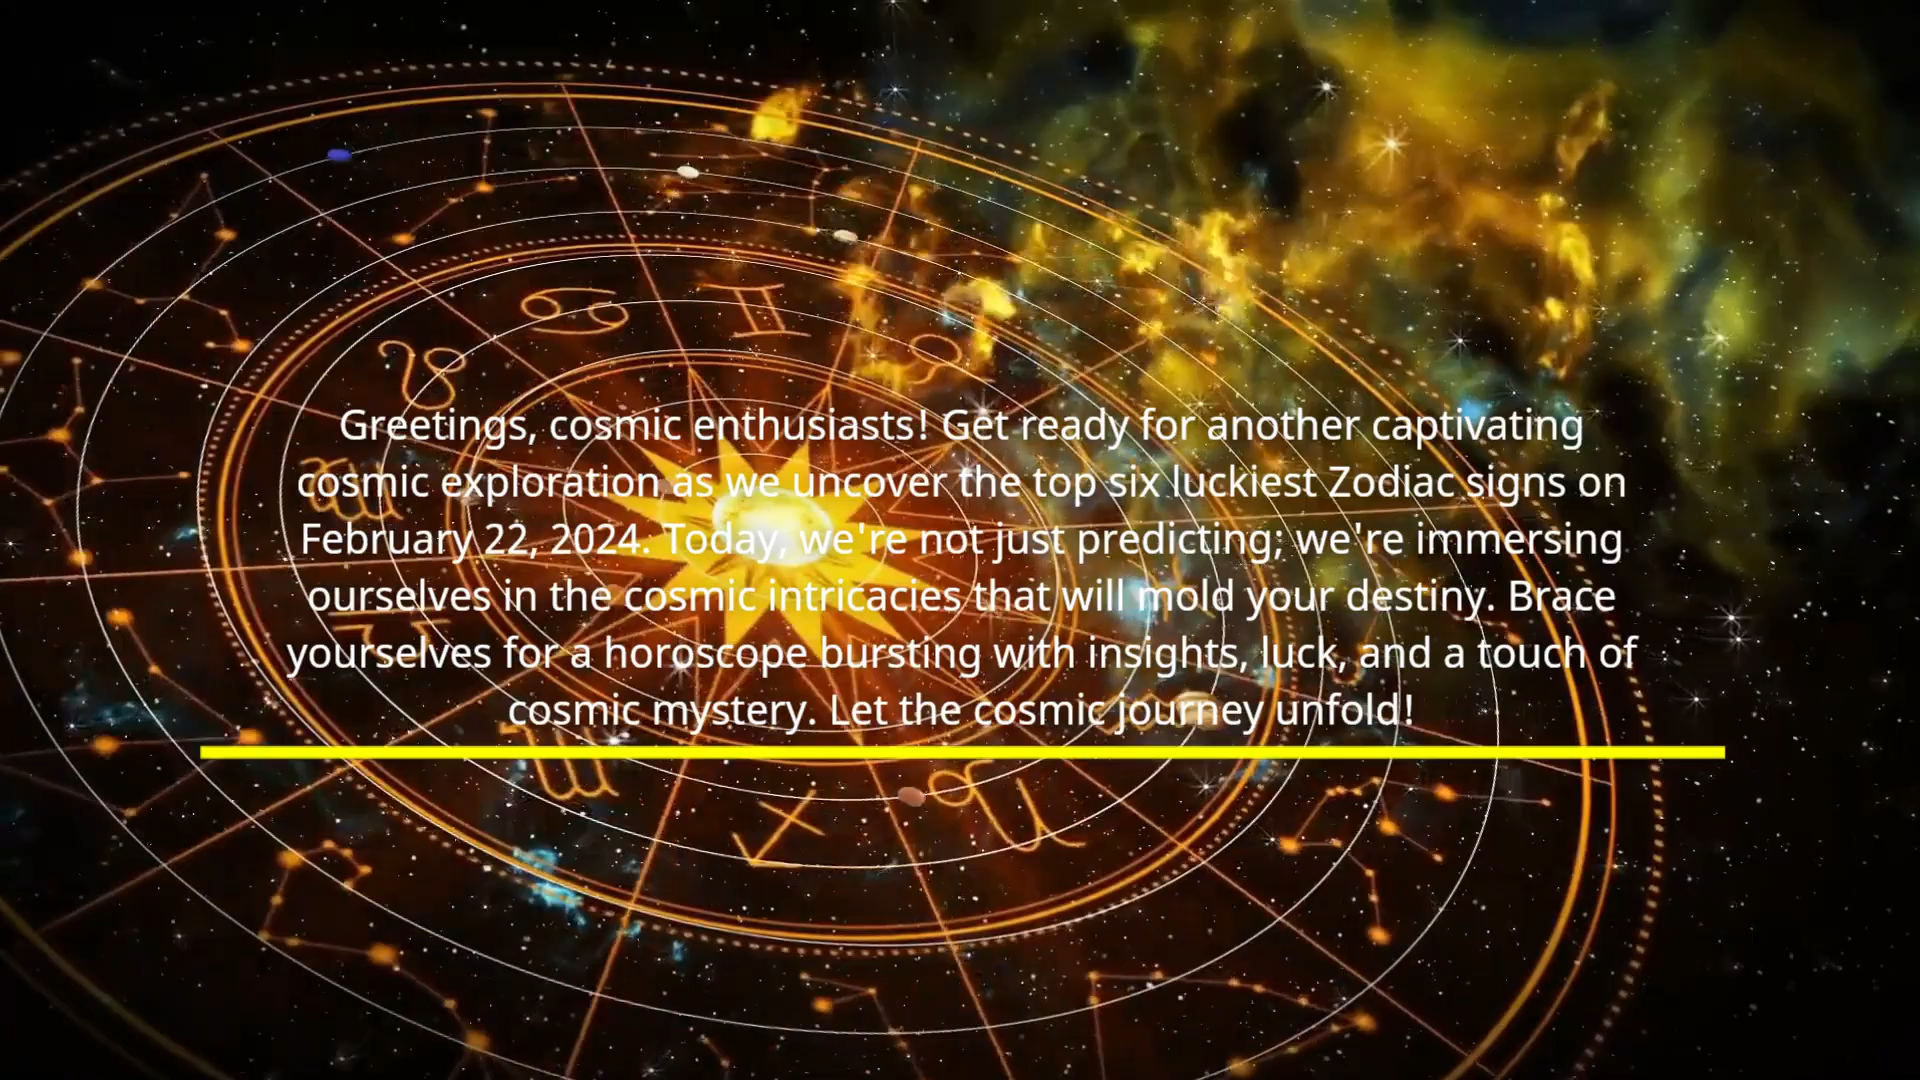 Greetings, cosmic enthusiasts! Get ready for another captivating
cosmic exploration as we uncover the top six luckiest Zodiac signs on
February 22, 2024. Today, we're not just predicting; we're immersing
ourselves in the cosmic intricacies that will mold your destiny. Brace
yourselves for a horoscope bursting with insights, luck, and a touch of
cosmic mystery. Let the cosmic journey unfold!